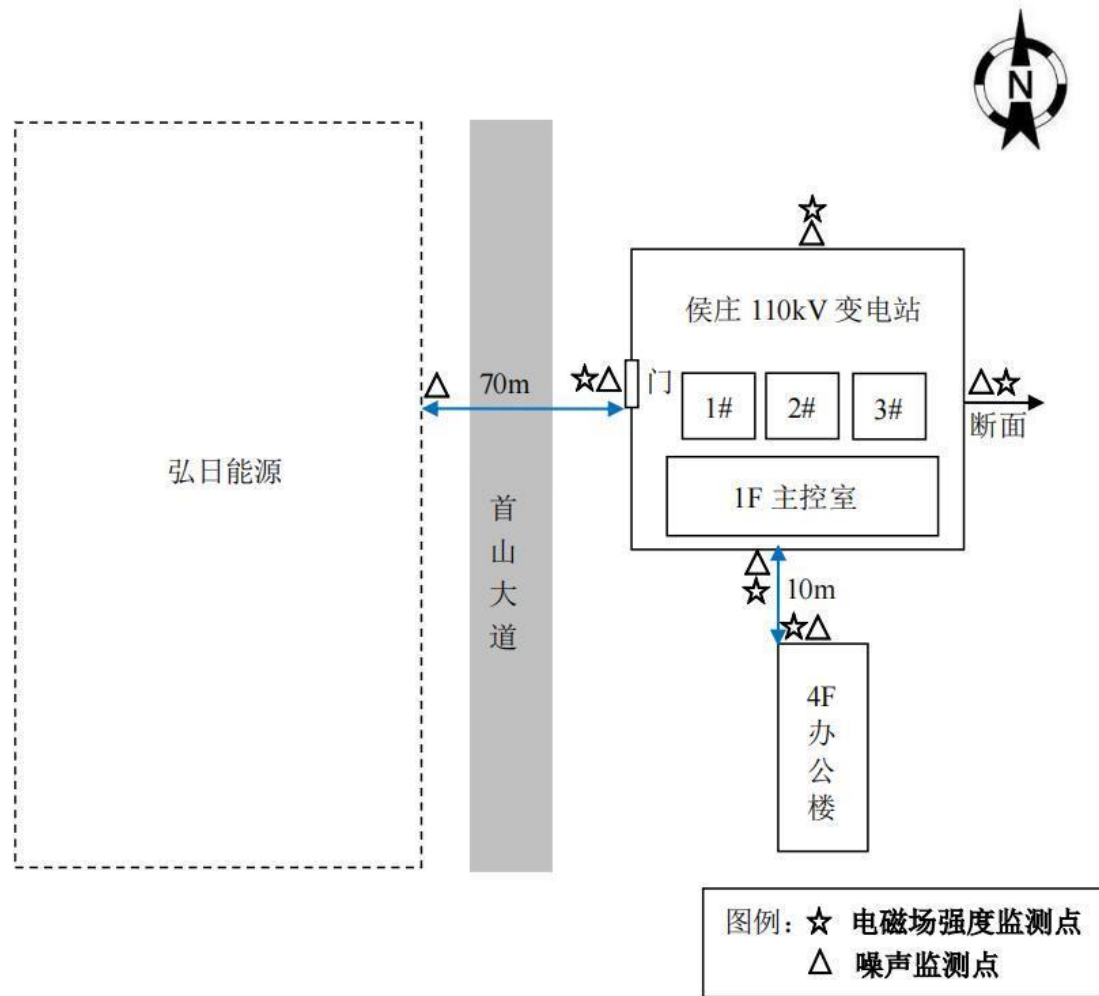 N
侯庄 110kV 变电站
70m
门
1#
2#
3#
断面
弘日能源
1F 主控室
首山大道
10m
4F
办公楼
图例：☆ 电磁场强度监测点
△ 噪声监测点